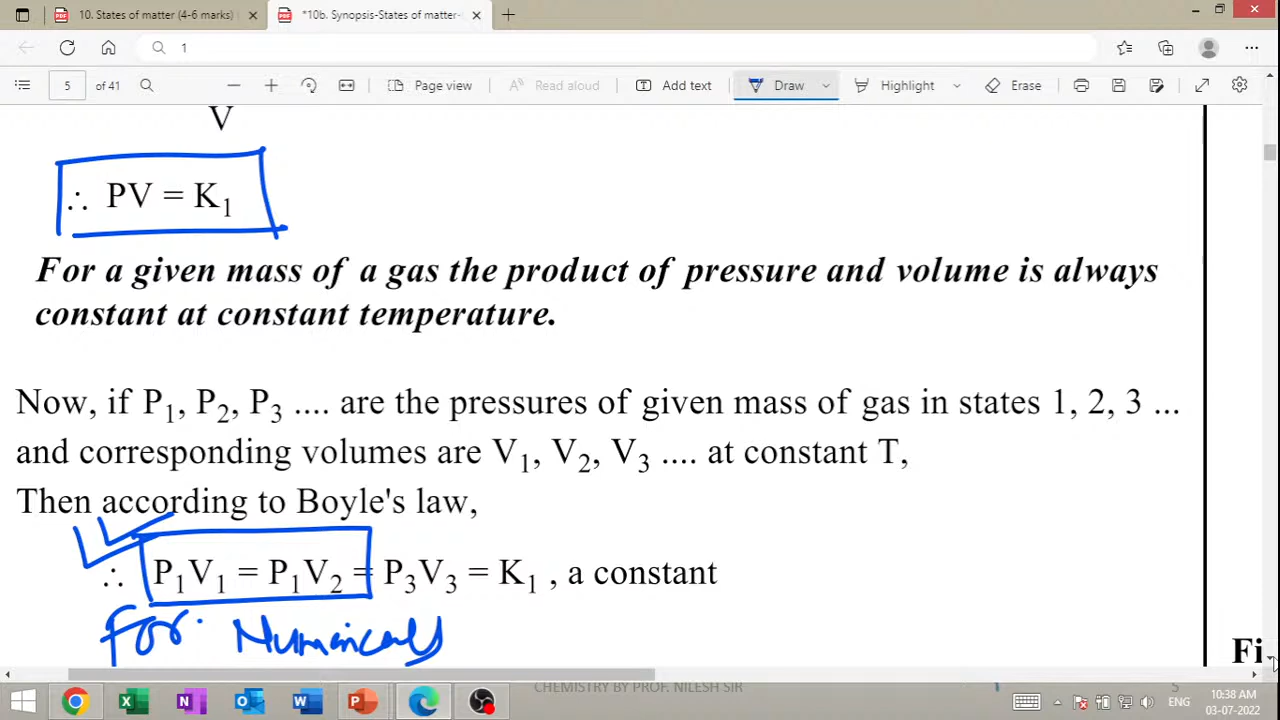 10. States of matter (4-6 marks)
*10b. Synopsis-States of matter-
1
5 of 41
Page view
Read aloud
Add text
Draw
Highlight
Erase
V
∴ PV = K₁
For a given mass of a gas the product of pressure and volume is always
constant at constant temperature.
Now, if P₁, P₂, P₃ .... are the pressures of given mass of gas in states 1, 2, 3 ...
and corresponding volumes are V₁, V₂, V₃ .... at constant T,
Then according to Boyle's law,
∴ P₁V₁ = P₁V₂ = P₃V₃ = K₁ , a constant
For Numericals
Fi
CHEMISTRY BY PROF. NILESH SIR
1
5
ENG
10:38 AM
03-07-2022